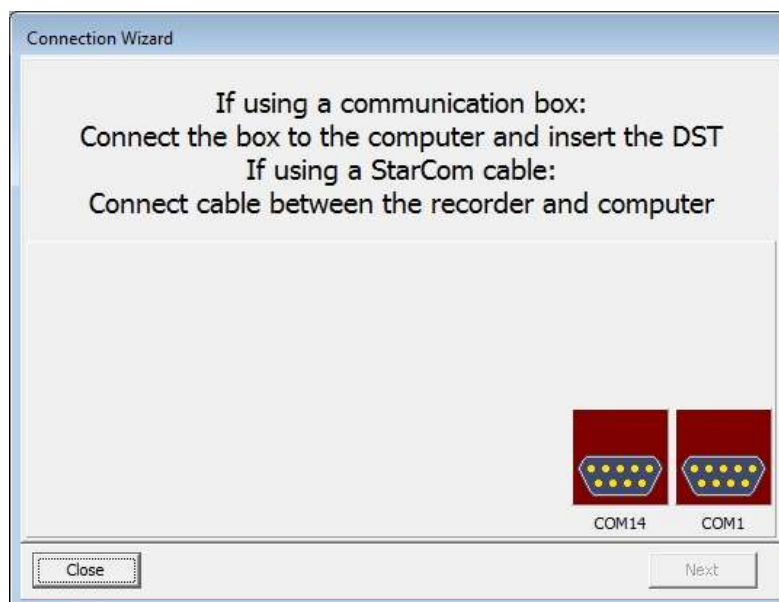 Connection Wizard
If using a communication box:
Connect the box to the computer and insert the DST
If using a StarCom cable:
Connect cable between the recorder and computer
COM14 COM1
Close Next